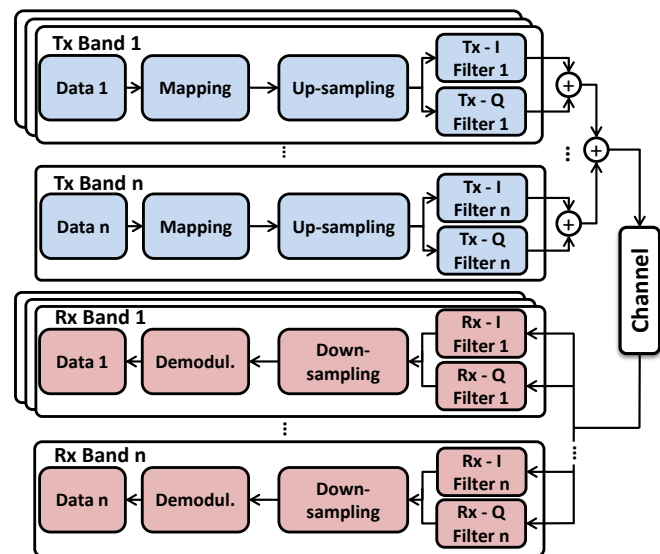 Tx Band 1
Data 1
Mapping
Up-sampling
Tx - I
Filter 1
Tx - Q
Filter 1
+
...
...
+
Tx Band n
Data n
Mapping
Up-sampling
Tx - I
Filter n
Tx - Q
Filter n
+
Channel
Rx Band 1
Data 1
Demodul.
Down-
sampling
Rx - I
Filter 1
Rx - Q
Filter 1
...
...
Rx Band n
Data n
Demodul.
Down-
sampling
Rx - I
Filter n
Rx - Q
Filter n